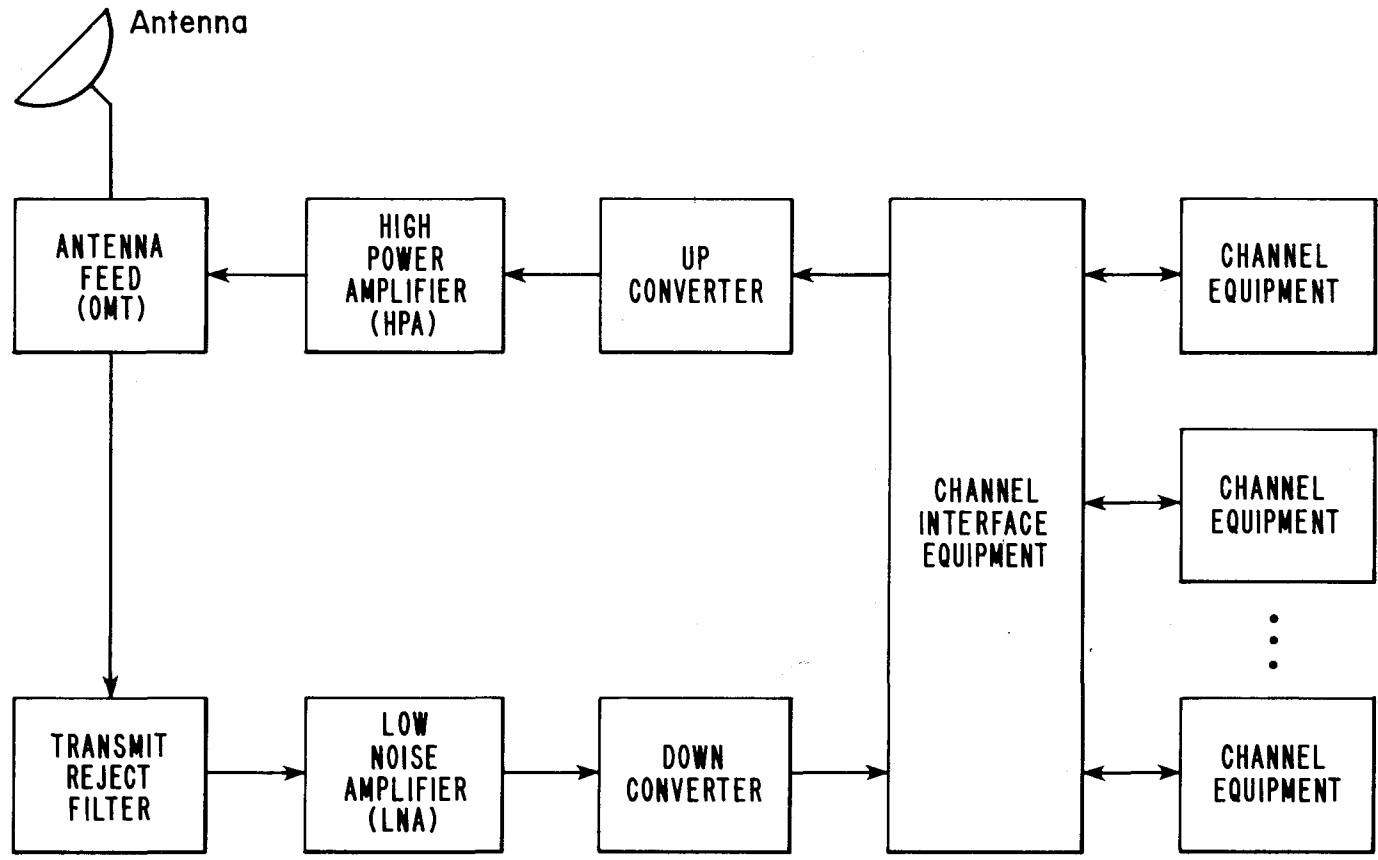 Antenna
ANTENNA
FEED
(OMT)
HIGH
POWER
AMPLIFIER
(HPA)
UP
CONVERTER
CHANNEL
EQUIPMENT
CHANNEL
INTERFACE
EQUIPMENT
CHANNEL
EQUIPMENT
TRANSMIT
REJECT
FILTER
LOW
NOISE
AMPLIFIER
(LNA)
DOWN
CONVERTER
CHANNEL
EQUIPMENT